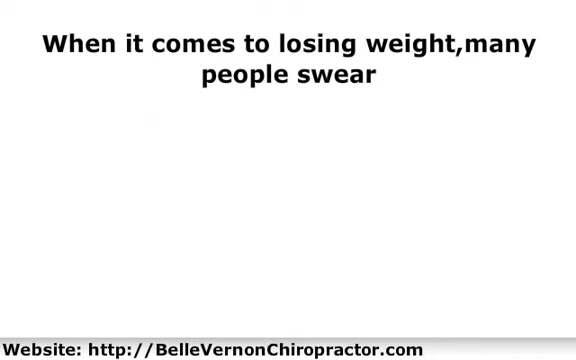 When it comes to losing weight,many
people swear
Website: http://BelleVernonChiropractor.com